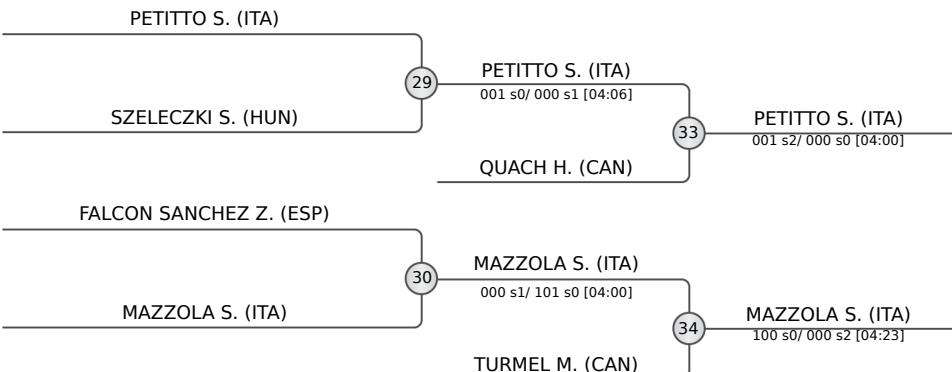 PETITTO S. (ITA)
29
SZELECZKI S. (HUN)
PETITTO S. (ITA)
001 s0/ 000 s1 [04:06]
33
QUACH H. (CAN)
PETITTO S. (ITA)
001 s2/ 000 s0 [04:00]
FALCON SANCHEZ Z. (ESP)
30
MAZZOLA S. (ITA)
MAZZOLA S. (ITA)
000 s1/ 101 s0 [04:00]
34
TURMEL M. (CAN)
MAZZOLA S. (ITA)
100 s0/ 000 s2 [04:23]